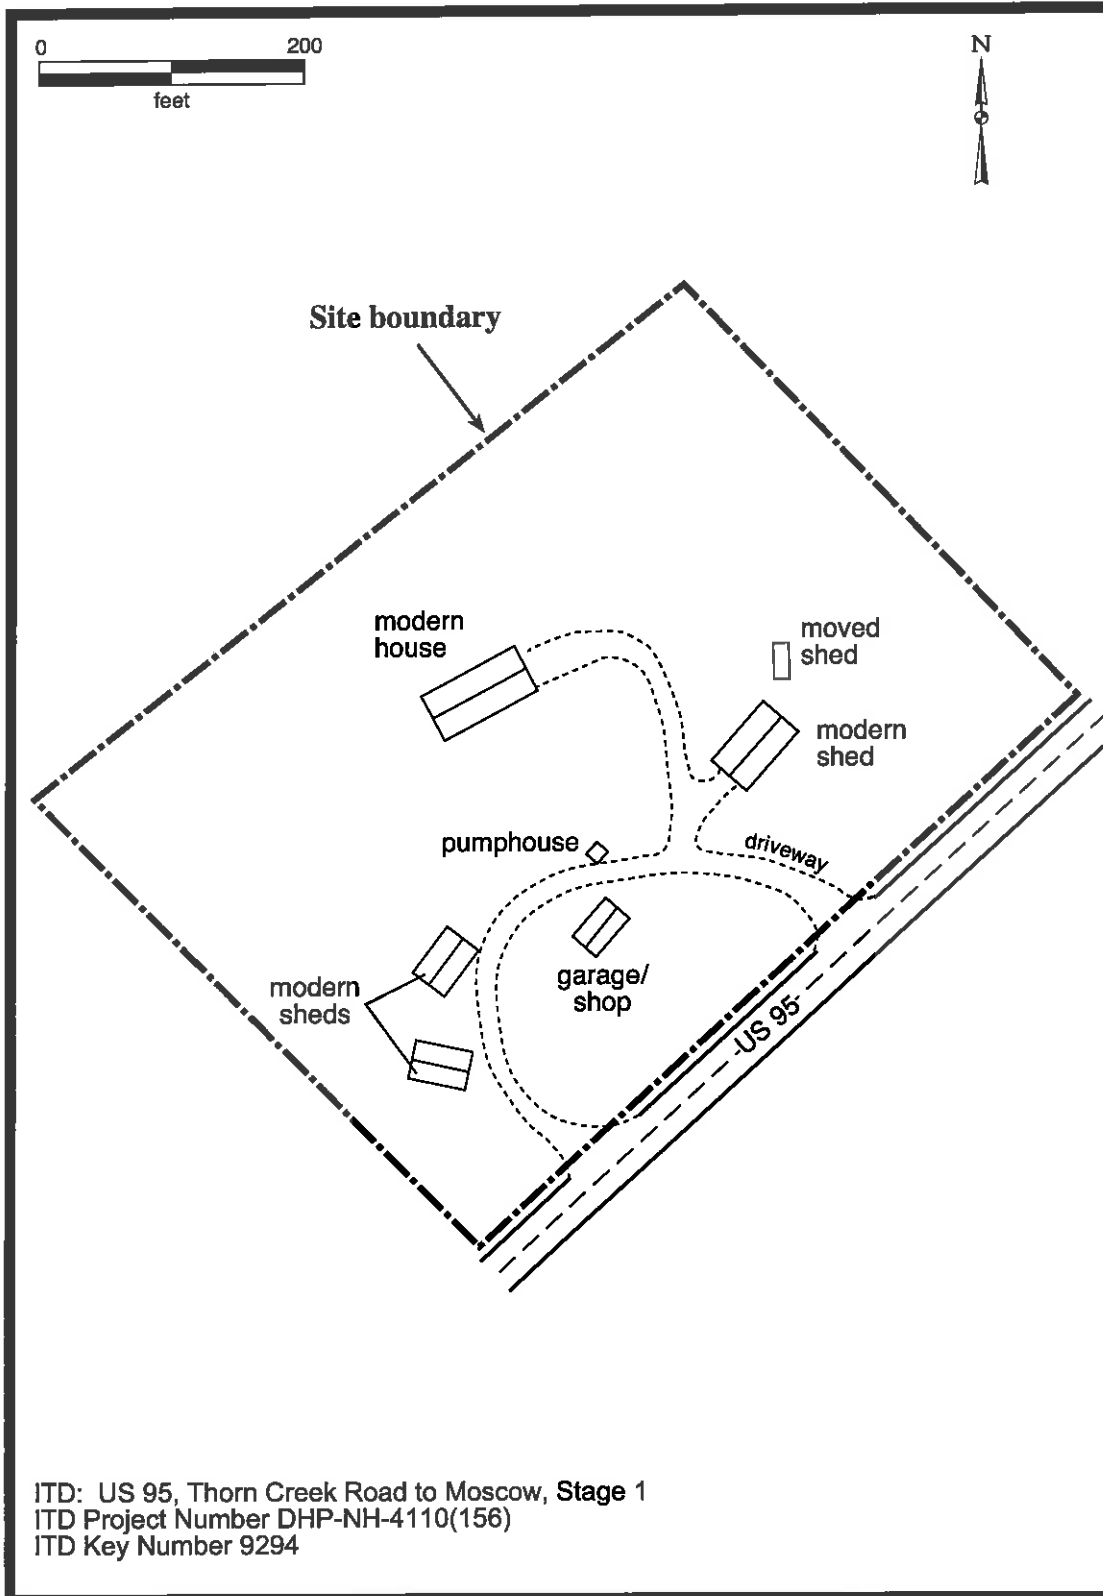 0 200
feet
N
Site boundary
modern
house
moved
shed
modern
shed
pumphouse
driveway
garage/
shop
modern
sheds
-US 95-
ITD:  US 95, Thorn Creek Road to Moscow, Stage 1
ITD Project Number DHP-NH-4110(156)
ITD Key Number 9294